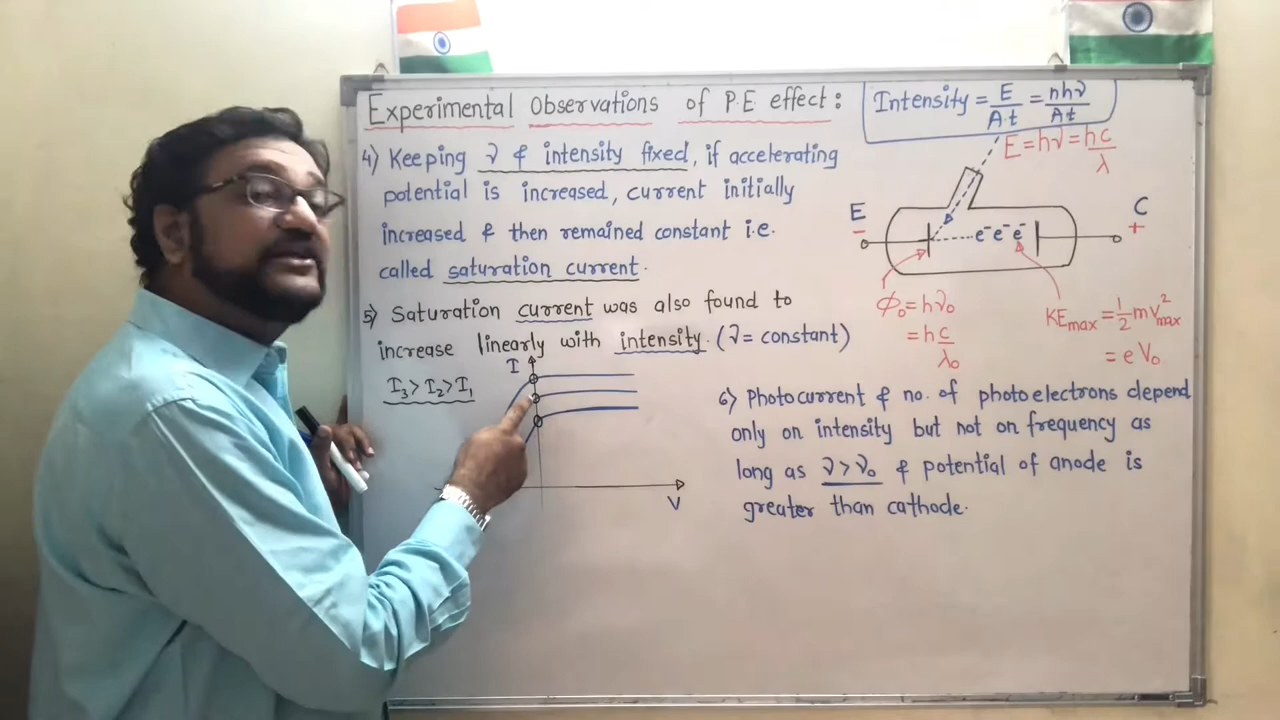 Experimental Observations of P.E effect:
4) Keeping ν & intensity fixed, if accelerating
potential is increased, current initially
increased & then remained constant i.e.
called saturation current.
5) Saturation current was also found to
increase linearly with intensity. (ν = constant)
I₃ > I₂ > I₁
I
V
Intensity = E/A.t = nhν/At
E = hν = hc/λ
E
−
C
+
e⁻ e⁻ e⁻
ϕ₀ = hν₀
= hc/λ₀
KEmax = 1/2 mv²max
= eV₀
6) Photocurrent & no. of photoelectrons depend
only on intensity but not on frequency as
long as ν > ν₀ & potential of anode is
greater than cathode.